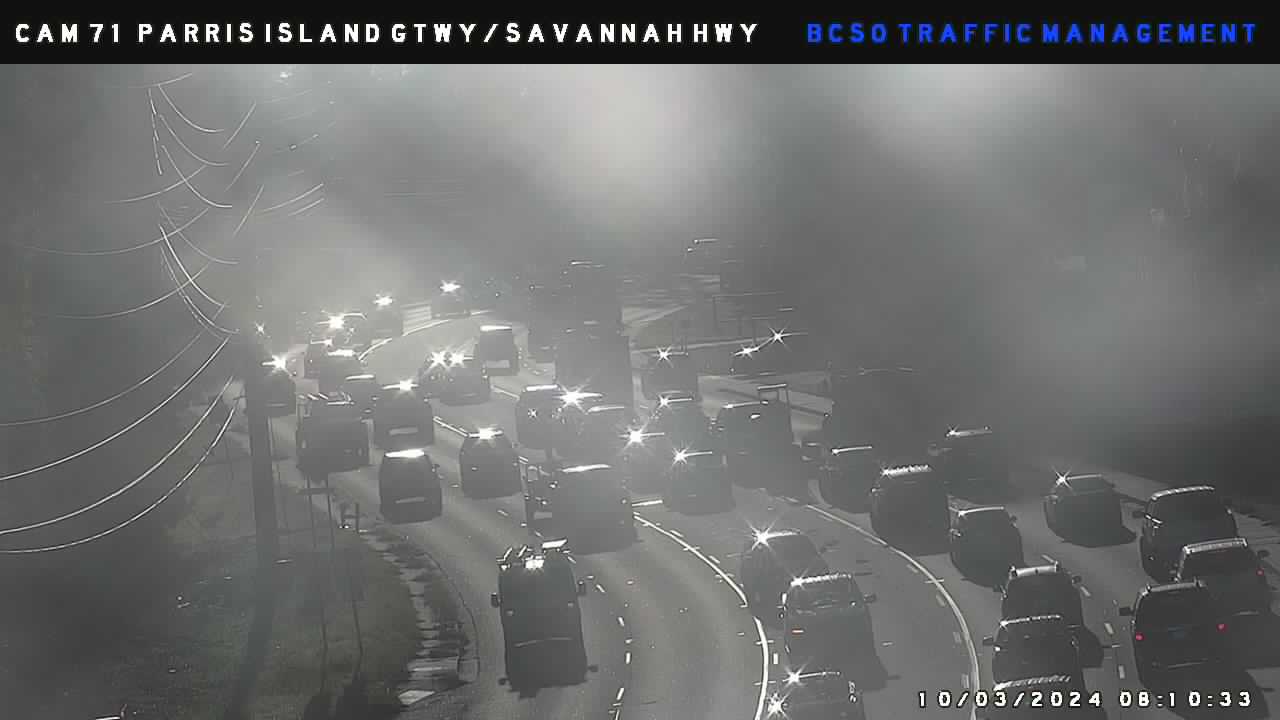 CAM 71 PARRIS ISLAND GTWY/SAVANNAH HWY BCSO TRAFFIC MANAGEMENT
10/03/2024 08:10:33